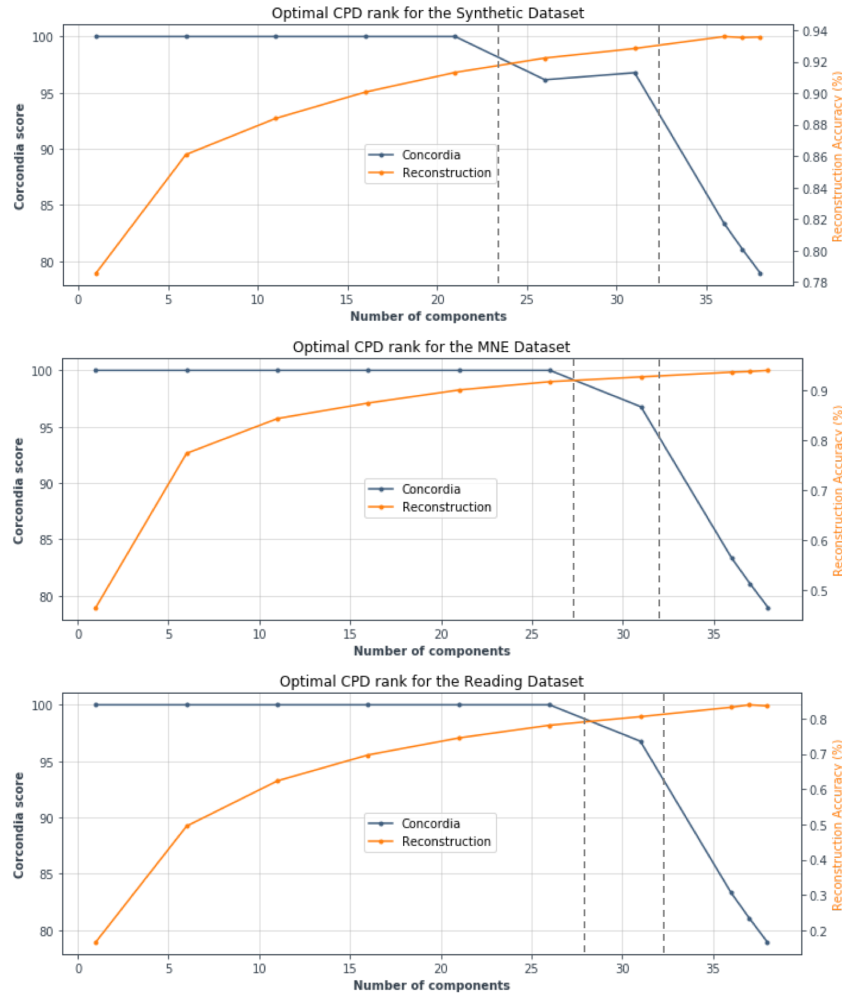 Optimal CPD rank for the Synthetic Dataset
100
95
90
85
80
Corcondia score
0.94
0.92
0.90
0.88
0.86
0.84
0.82
0.80
0.78
Reconstruction Accuracy (%)
Concordia
Reconstruction
0 5 10 15 20 25 30 35
Number of components
Optimal CPD rank for the MNE Dataset
100
95
90
85
80
Corcondia score
0.9
0.8
0.7
0.6
0.5
Reconstruction Accuracy (%)
Concordia
Reconstruction
0 5 10 15 20 25 30 35
Number of components
Optimal CPD rank for the Reading Dataset
100
95
90
85
80
Corcondia score
0.8
0.7
0.6
0.5
0.4
0.3
0.2
Reconstruction Accuracy (%)
Concordia
Reconstruction
0 5 10 15 20 25 30 35
Number of components